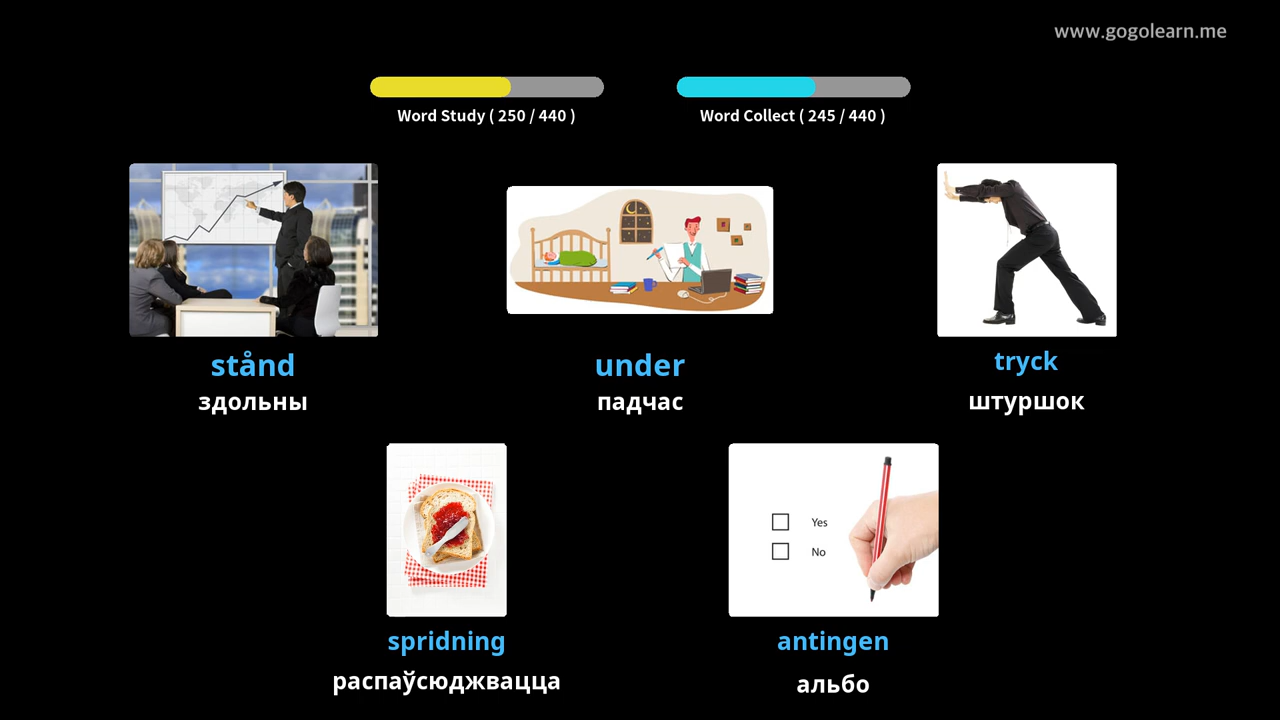 www.gogolearn.me
Word Study ( 250 / 440 )
Word Collect ( 245 / 440 )
stånd
здольны
under
падчас
tryck
штуршок
Yes
No
spridning
распаўсюджвацца
antingen
альбо